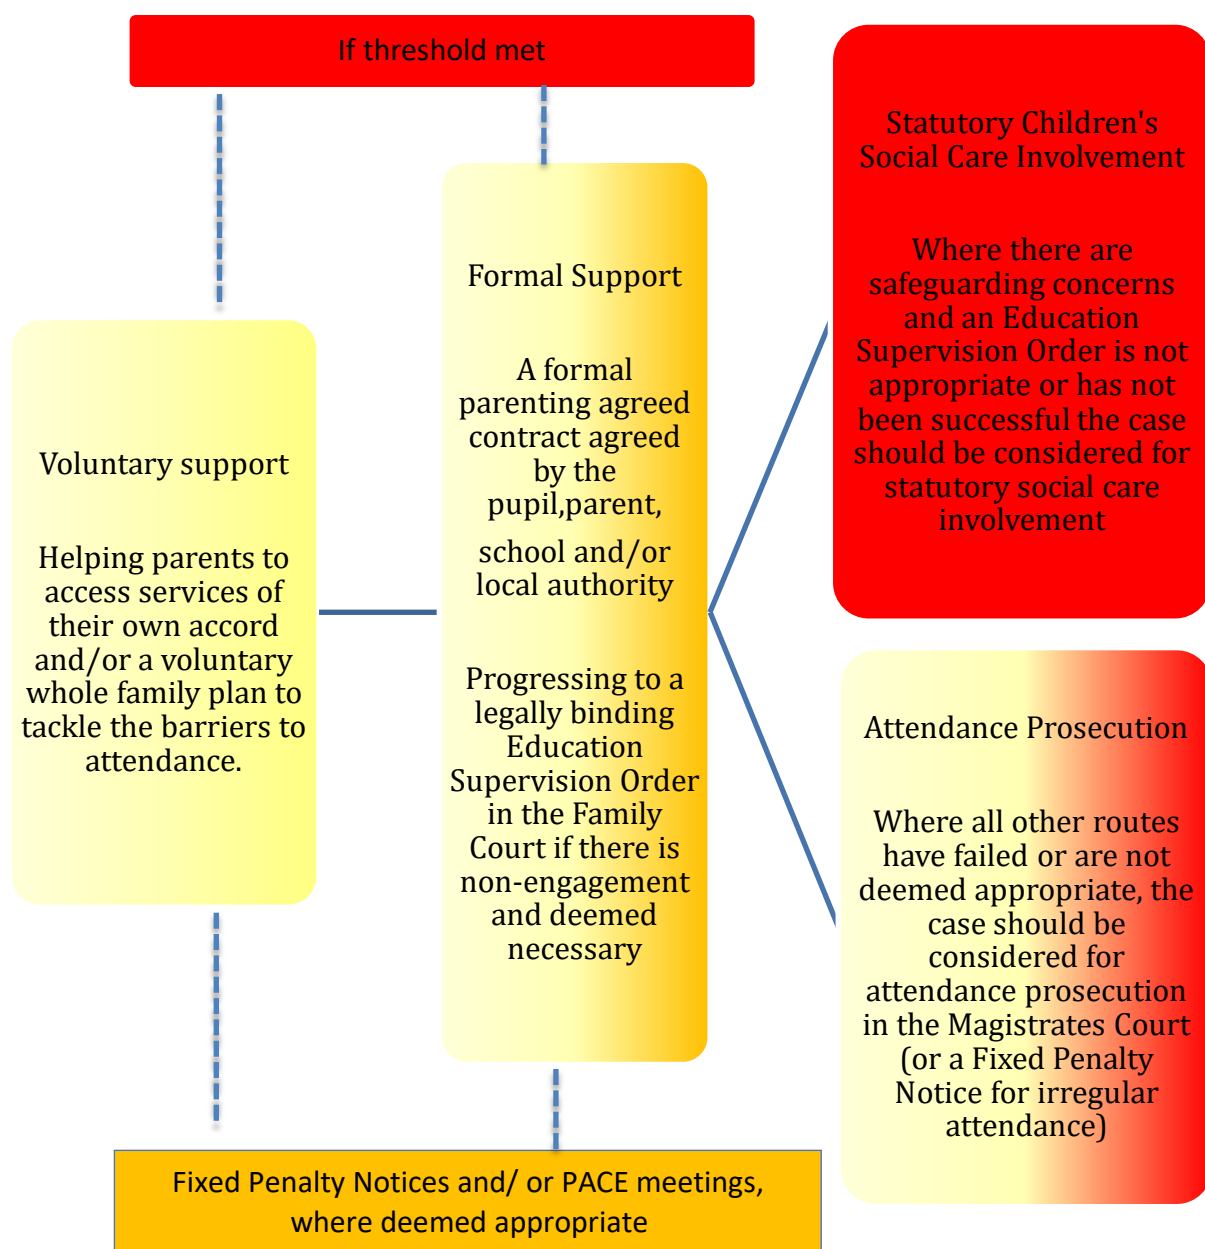 If threshold met
Voluntary support
Helping parents to
access services of
their own accord
and/or a voluntary
whole family plan to
tackle the barriers to
attendance.
Formal Support
A formal
parenting agreed
contract agreed
by the
pupil,parent,
school and/or
local authority
Progressing to a
legally binding
Education
Supervision Order
in the Family
Court if there is
non-engagement
and deemed
necessary
Statutory Children's
Social Care Involvement
Where there are
safeguarding concerns
and an Education
Supervision Order is not
appropriate or has not
been successful the case
should be considered for
statutory social care
involvement
Attendance Prosecution
Where all other routes
have failed or are not
deemed appropriate, the
case should be
considered for
attendance prosecution
in the Magistrates Court
(or a Fixed Penalty
Notice for irregular
attendance)
Fixed Penalty Notices and/ or PACE meetings,
where deemed appropriate